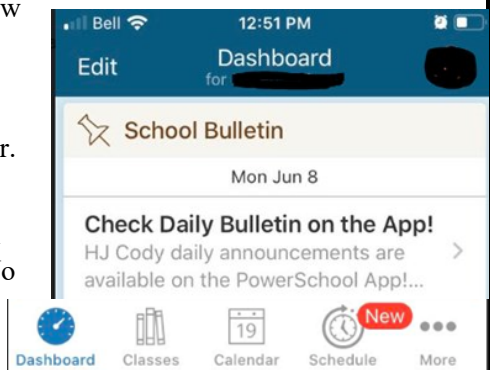 w
Bell 12:51 PM
Edit Dashboard
for
School Bulletin
r.
Mon Jun 8
Check Daily Bulletin on the App!
HJ Cody daily announcements are
o
available on the PowerSchool App!...
19
New
Dashboard Classes Calendar Schedule More